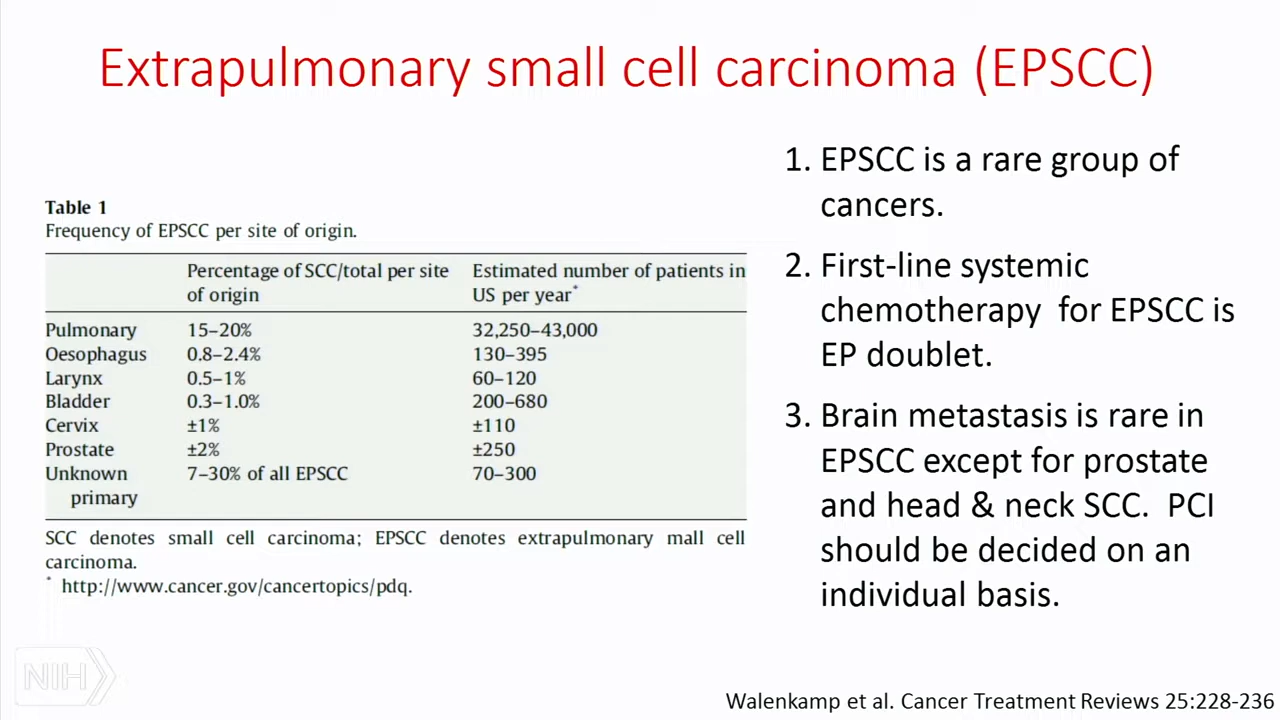 Extrapulmonary small cell carcinoma (EPSCC)
Table 1
Frequency of EPSCC per site of origin.
Percentage of SCC/total per site of origin Estimated number of patients in US per year*
Pulmonary 15–20% 32,250–43,000
Oesophagus 0.8–2.4% 130–395
Larynx 0.5–1% 60–120
Bladder 0.3–1.0% 200–680
Cervix ±1% ±110
Prostate ±2% ±250
Unknown primary 7–30% of all EPSCC 70–300
SCC denotes small cell carcinoma; EPSCC denotes extrapulmonary mall cell
carcinoma.
* http://www.cancer.gov/cancertopics/pdq.
1. EPSCC is a rare group of
cancers.
2. First-line systemic
chemotherapy for EPSCC is
EP doublet.
3. Brain metastasis is rare in
EPSCC except for prostate
and head & neck SCC. PCI
should be decided on an
individual basis.
NIH
Walenkamp et al. Cancer Treatment Reviews 25:228-236